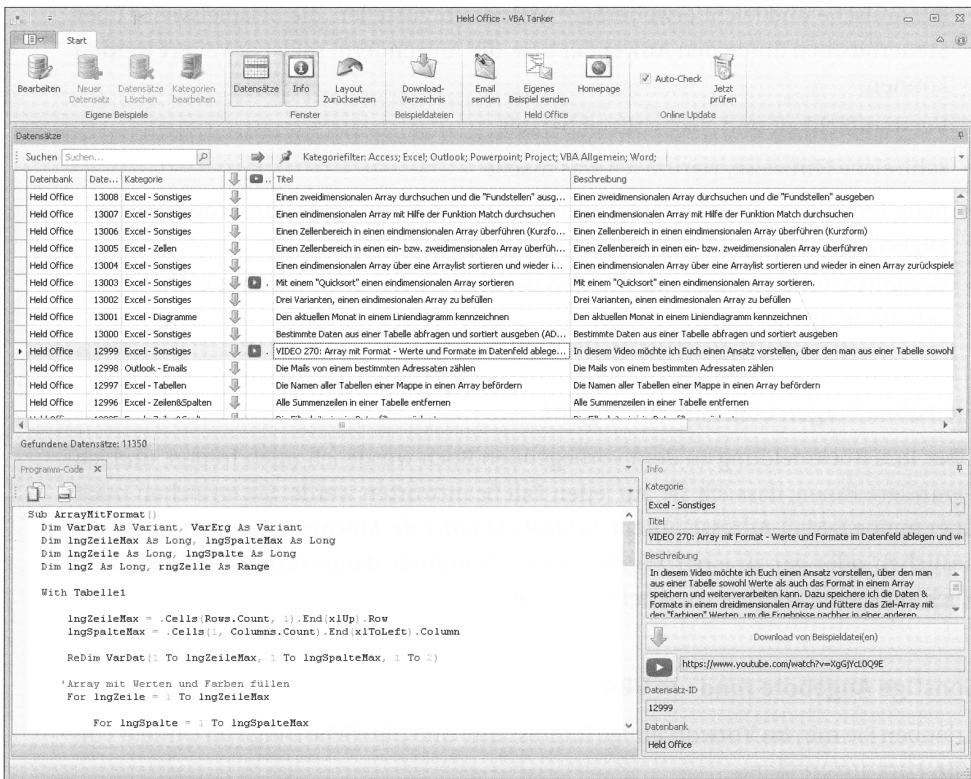 Held Office - VBA Tanker
Start
Bearbeiten
Neuer Datensatz
Datensätze Löschen
Kategorien bearbeiten
Datensätze
Info
Layout Zurücksetzen
Download-Verzeichnis
Email senden
Eigenes Beispiel senden
Homepage
Auto-Check
Jetzt prüfen
Eigene Beispiele
Fenster
Beispieldateien
Held Office
Online Update
Datensätze
Suchen Suchen... Kategoriefilter: Access; Excel; Outlook; Powerpoint; Project; VBA Allgemein; Word;
Datenbank Date... Kategorie .. Titel Beschreibung
Held Office 13008 Excel - Sonstiges Einen zweidimensionalen Array durchsuchen und die "Fundstellen" ausg... Einen zweidimensionalen Array durchsuchen und die "Fundstellen" ausgeben
Held Office 13007 Excel - Sonstiges Einen eindimensionalen Array mit Hilfe der Funktion Match durchsuchen Einen eindimensionalen Array mit Hilfe der Funktion Match durchsuchen
Held Office 13006 Excel - Sonstiges Einen Zellenbereich in einen eindimensionalen Array überführen (Kurzfo... Einen Zellenbereich in einen eindimensionalen Array überführen (Kurzform)
Held Office 13005 Excel - Zellen Einen Zellenbereich in einen ein- bzw. zweidimensionalen Array überfüh... Einen Zellenbereich in einen ein- bzw. zweidimensionalen Array überführen
Held Office 13004 Excel - Sonstiges Einen eindimensionalen Array über eine Arraylist sortieren und wieder i... Einen eindimensionalen Array über eine Arraylist sortieren und wieder in einen Array zurückspiele
Held Office 13003 Excel - Sonstiges . Mit einem "Quicksort" einen eindimensionalen Array sortieren Mit einem "Quicksort" einen eindimensionalen Array sortieren.
Held Office 13002 Excel - Sonstiges Drei Varianten, einen eindimesionalen Array zu befüllen Drei Varianten, einen eindimesionalen Array zu befüllen
Held Office 13001 Excel - Diagramme Den aktuellen Monat in einem Liniendiagramm kennzeichnen Den aktuellen Monat in einem Liniendiagramm kennzeichnen
Held Office 13000 Excel - Sonstiges Bestimmte Daten aus einer Tabelle abfragen und sortiert ausgeben (AD... Bestimmte Daten aus einer Tabelle abfragen und sortiert ausgeben
Held Office 12999 Excel - Sonstiges . VIDEO 270: Array mit Format - Werte und Formate im Datenfeld ablege... In diesem Video möchte ich Euch einen Ansatz vorstellen, über den man aus einer Tabelle sowohl
Held Office 12998 Outlook - Emails Die Mails von einem bestimmten Adressaten zählen Die Mails von einem bestimmten Adressaten zählen
Held Office 12997 Excel - Tabellen Die Namen aller Tabellen einer Mappe in einen Array befördern Die Namen aller Tabellen einer Mappe in einen Array befördern
Held Office 12996 Excel - Zeilen&Spalten Alle Summenzeilen in einer Tabelle entfernen Alle Summenzeilen in einer Tabelle entfernen
Gefundene Datensätze: 11350
Programm-Code
Sub ArrayMitFormat()
Dim VarDat As Variant, VarErg As Variant
Dim lngZeileMax As Long, lngSpalteMax As Long
Dim lngZeile As Long, lngSpalte As Long
Dim lngZ As Long, rngZelle As Range
With Tabelle1
lngZeileMax = .Cells(Rows.Count, 1).End(xlUp).Row
lngSpalteMax = .Cells(1, Columns.Count).End(xlToLeft).Column
ReDim VarDat(1 To lngZeileMax, 1 To lngSpalteMax, 1 To 2)
'Array mit Werten und Farben füllen
For lngZeile = 1 To lngZeileMax
For lngSpalte = 1 To lngSpalteMax
Info
Kategorie
Excel - Sonstiges
Titel
VIDEO 270: Array mit Format - Werte und Formate im Datenfeld ablegen und we
Beschreibung
In diesem Video möchte ich Euch einen Ansatz vorstellen, über den man
aus einer Tabelle sowohl Werte als auch das Format in einem Array
speichern und weiterverarbeiten kann. Dazu speichere ich die Daten &
Formate in einem dreidimensionalen Array und füttere das Ziel-Array mit
den "farbigen" Werten, um die Ergebnisse nachher in einer anderen
Download von Beispieldatei(en)
https://www.youtube.com/watch?v=XgGjYcL0Q9E
Datensatz-ID
12999
Datenbank
Held Office